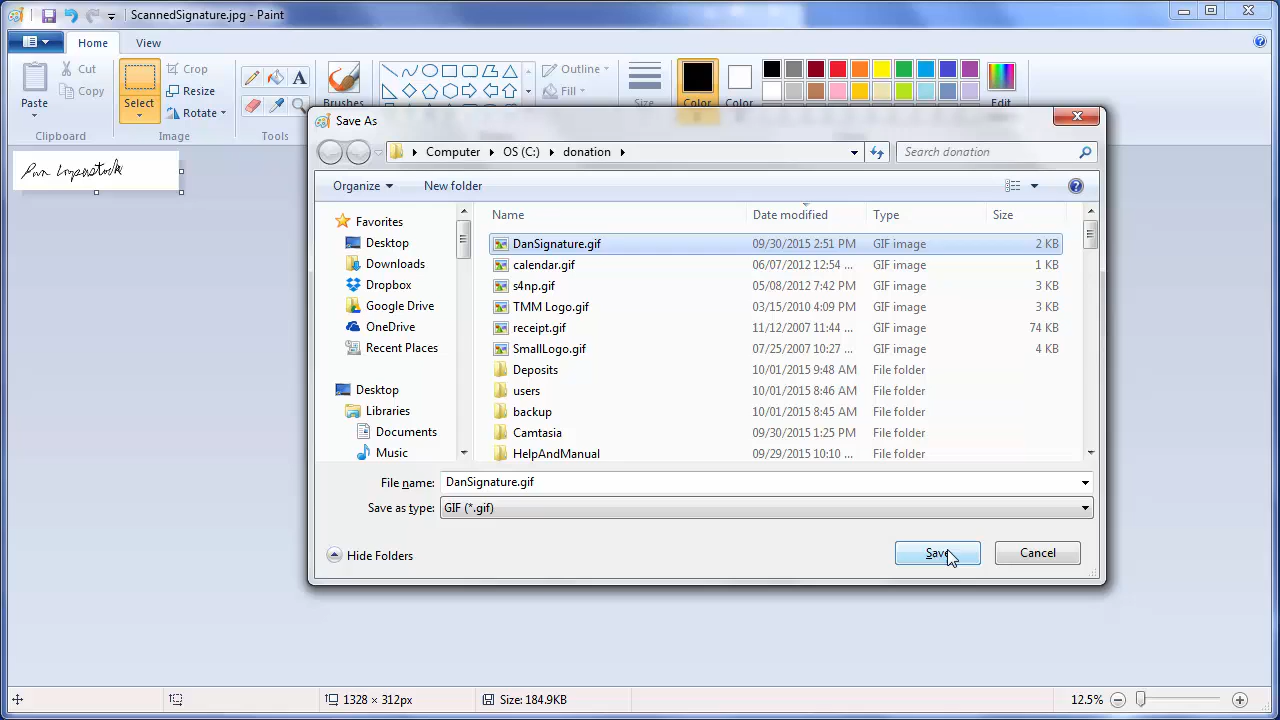 ScannedSignature.jpg - Paint
Home View
Paste
Cut
Copy
Clipboard
Select
Crop
Resize
Rotate
Image
A
Tools
Brushes
Outline
Fill
Size
Color
Color
Edit
Save As
Computer OS (C:) donation
Search donation
Organize
New folder
Favorites
Desktop
Downloads
Dropbox
Google Drive
OneDrive
Recent Places
Desktop
Libraries
Documents
Music
Name Date modified Type Size
DanSignature.gif 09/30/2015 2:51 PM GIF image 2 KB
calendar.gif 06/07/2012 12:54 ... GIF image 1 KB
s4np.gif 05/08/2012 7:42 PM GIF image 3 KB
TMM Logo.gif 03/15/2010 4:09 PM GIF image 3 KB
receipt.gif 11/12/2007 11:44 ... GIF image 74 KB
SmallLogo.gif 07/25/2007 10:27 ... GIF image 4 KB
Deposits 10/01/2015 9:48 AM File folder
users 10/01/2015 8:46 AM File folder
backup 10/01/2015 8:45 AM File folder
Camtasia 09/30/2015 1:25 PM File folder
HelpAndManual 09/29/2015 10:10 ... File folder
File name: DanSignature.gif
Save as type: GIF (*.gif)
Hide Folders
Save
Cancel
1328 × 312px
Size: 184.9KB
12.5%